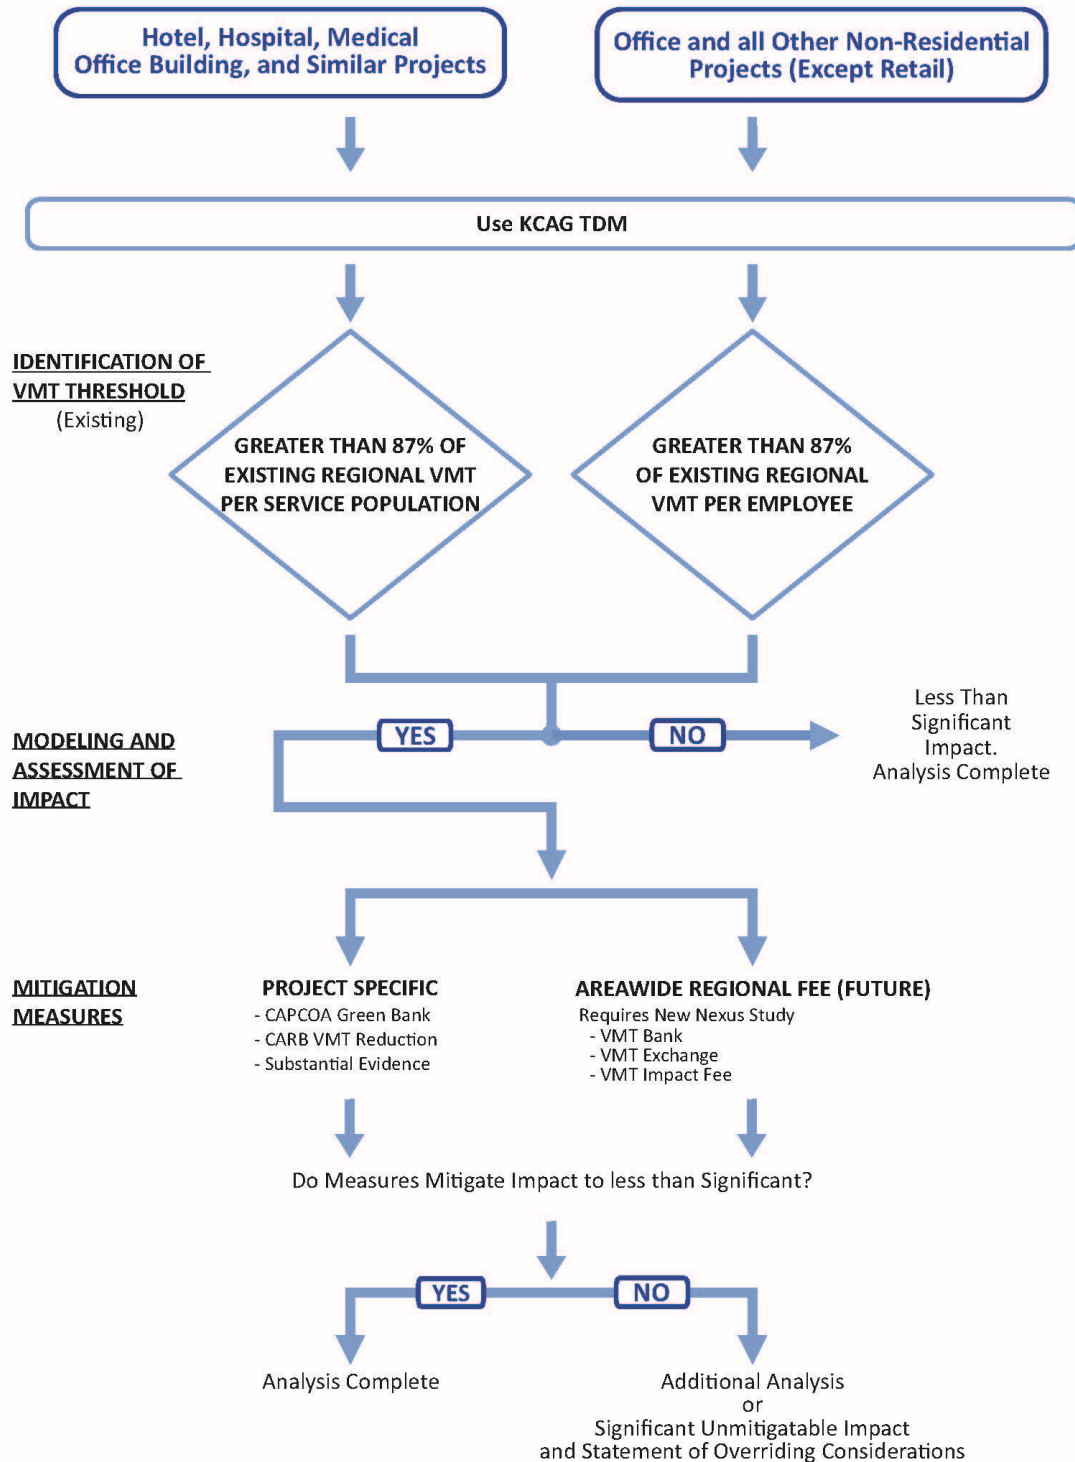 Hotel, Hospital, Medical
Office Building, and Similar Projects
Office and all Other Non-Residential
Projects (Except Retail)
Use KCAG TDM
IDENTIFICATION OF
VMT THRESHOLD
(Existing)
GREATER THAN 87% OF
EXISTING REGIONAL VMT
PER SERVICE POPULATION
GREATER THAN 87%
OF EXISTING REGIONAL
VMT PER EMPLOYEE
MODELING AND
ASSESSMENT OF
IMPACT
YES
NO
Less Than
Significant
Impact.
Analysis Complete
MITIGATION
MEASURES
PROJECT SPECIFIC
- CAPCOA Green Bank
- CARB VMT Reduction
- Substantial Evidence
AREAWIDE REGIONAL FEE (FUTURE)
Requires New Nexus Study
- VMT Bank
- VMT Exchange
- VMT Impact Fee
Do Measures Mitigate Impact to less than Significant?
YES
NO
Analysis Complete
Additional Analysis
or
Significant Unmitigatable Impact
and Statement of Overriding Considerations